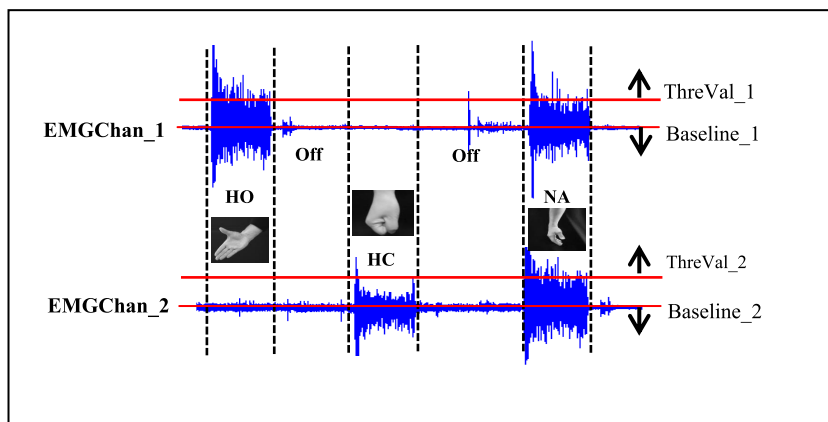 ThreVal_1
EMGChan_1
Baseline_1
Off
Off
HO
NA
HC
ThreVal_2
EMGChan_2
Baseline_2